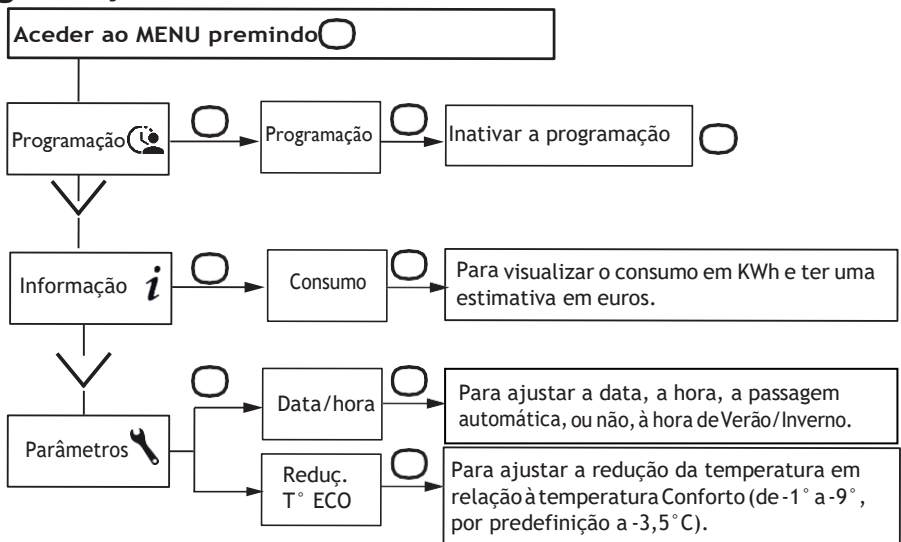 Aceder ao MENU premindo
Programação
Programação
Inativar a programação
Informação i
Consumo
Para visualizar o consumo em KWh e ter uma
estimativa em euros.
Parâmetros
Data/hora
Para ajustar a data, a hora, a passagem
automática, ou não, à hora de Verão/Inverno.
Reduç.
T° ECO
Para ajustar a redução da temperatura em
relação à temperatura Conforto (de -1° a -9°,
por predefinição a -3,5°C).